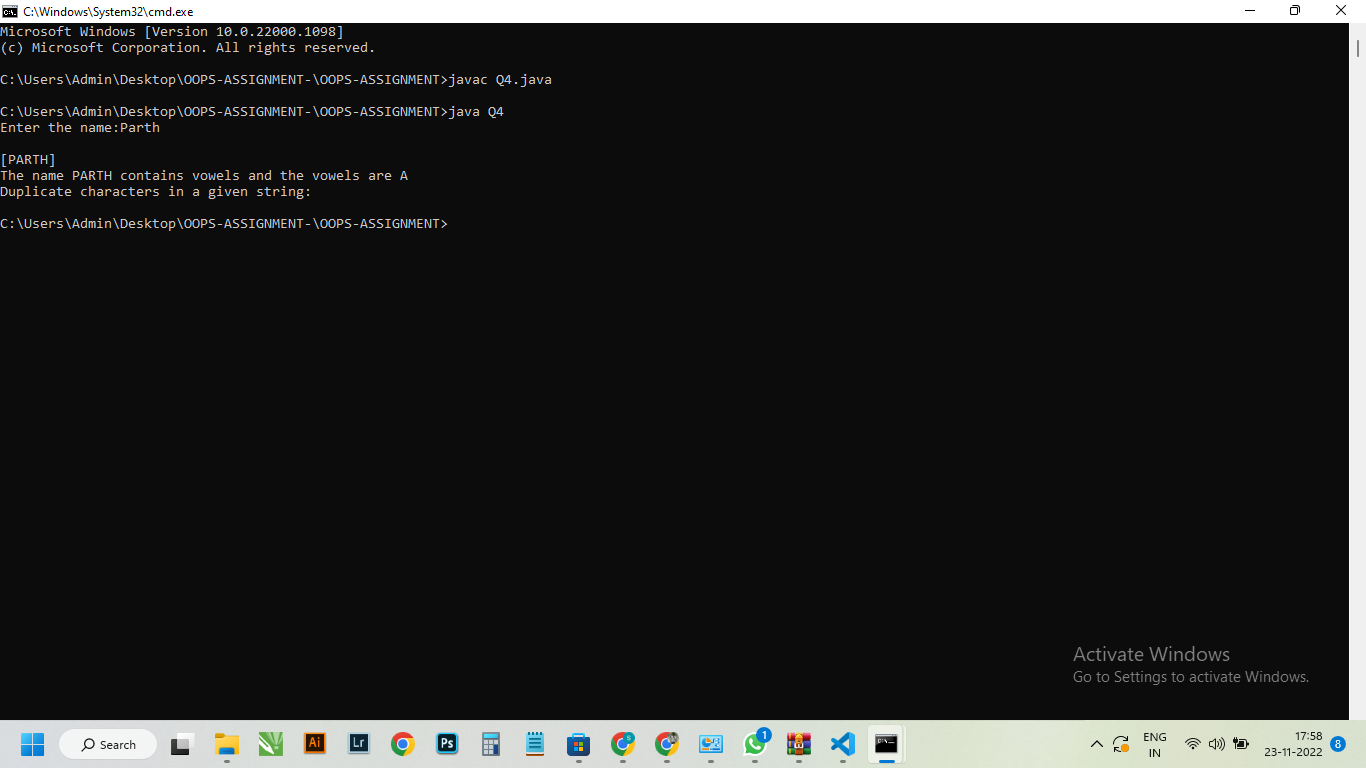 C:\Windows\System32\cmd.exe
Microsoft Windows [Version 10.0.22000.1098]
(c) Microsoft Corporation. All rights reserved.
C:\Users\Admin\Desktop\OOPS-ASSIGNMENT-\OOPS-ASSIGNMENT>javac Q4.java
C:\Users\Admin\Desktop\OOPS-ASSIGNMENT-\OOPS-ASSIGNMENT>java Q4
Enter the name:Parth
[PARTH]
The name PARTH contains vowels and the vowels are A
Duplicate characters in a given string:
C:\Users\Admin\Desktop\OOPS-ASSIGNMENT-\OOPS-ASSIGNMENT>
Activate Windows
Go to Settings to activate Windows.
Search
Ai
Lr
Ps
1
ENG
IN
17:58
23-11-2022
8